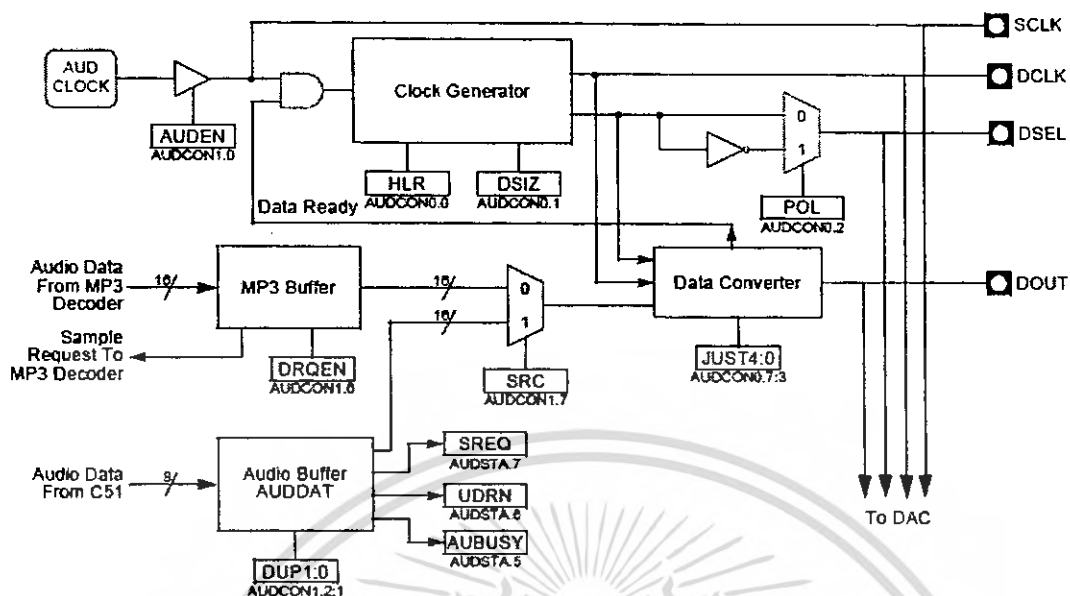 SCLK
AUD
CLOCK
Clock Generator
DCLK
0
DSEL
1
AUDEN
AUDCON1.0
HLR
AUDCON0.0
DSIZ
AUDCON0.1
POL
AUDCON0.2
Data Ready
Audio Data
From MP3
Decoder
16
MP3 Buffer
16
0
Data Converter
DOUT
16
1
Sample
Request To
MP3 Decoder
DRQEN
AUDCON1.6
SRC
AUDCON1.7
JUST4:0
AUDCON0.7:3
Audio Data
From C51
8
Audio Buffer
AUDDAT
SREQ
AUDSTA.7
UDRN
AUDSTA.6
AUBUSY
AUDSTA.5
To DAC
DUP1:0
AUDCON1.2:1